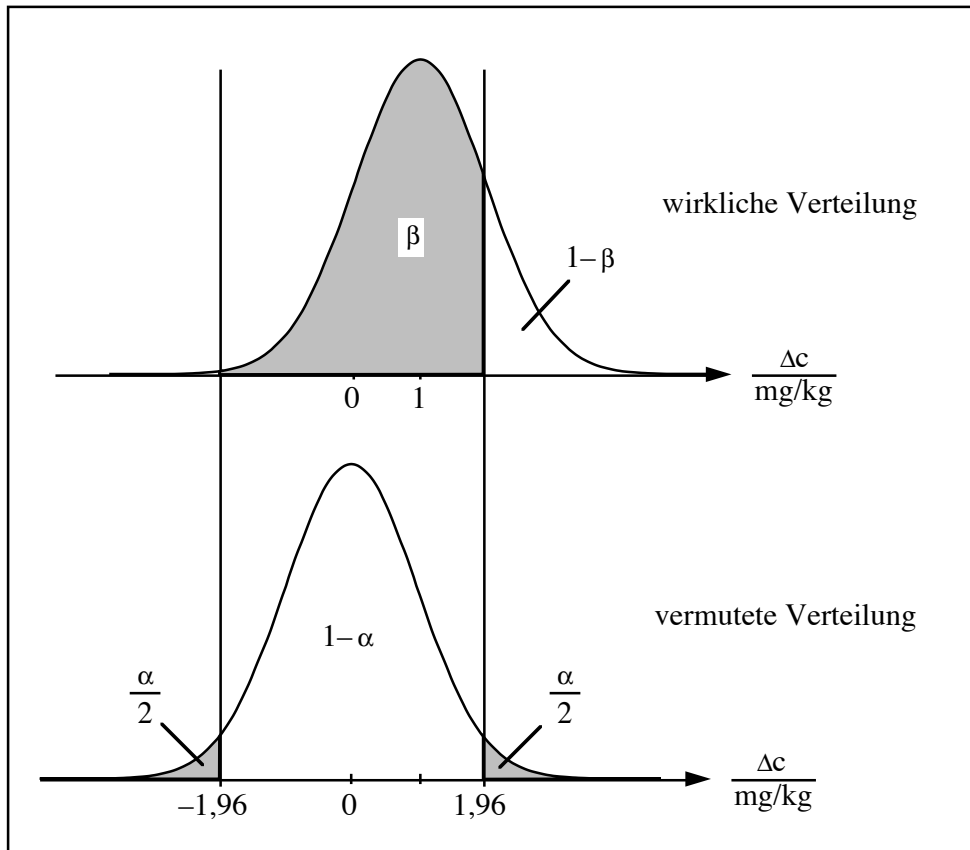 wirkliche Verteilung
β
1–β
0 1
Δc
mg/kg
vermutete Verteilung
1–α
α
2
α
2
–1,96 0 1,96
Δc
mg/kg